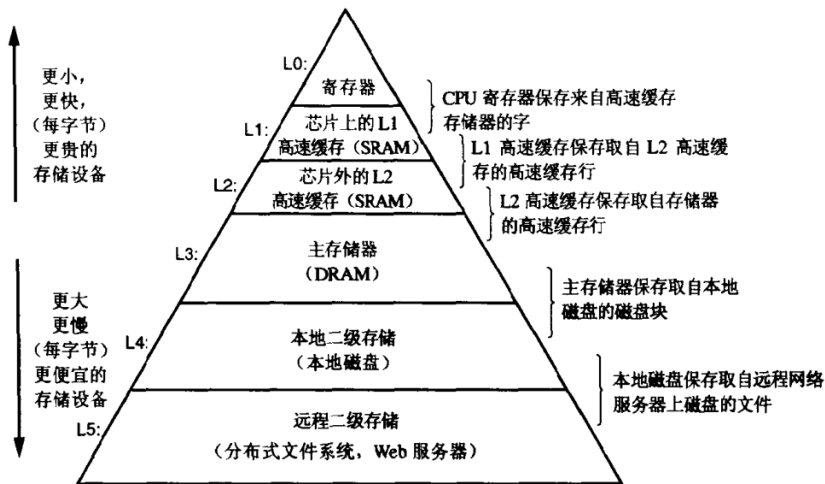 更小，
更快，
（每字节）
更贵的
存储设备
更大
更慢
（每字节）
更便宜的
存储设备
L0:
寄存器
L1:
芯片上的L1
高速缓存（SRAM）
L2:
芯片外的L2
高速缓存（SRAM）
L3:
主存储器
（DRAM）
L4:
本地二级存储
（本地磁盘）
L5:
远程二级存储
（分布式文件系统，Web 服务器）
CPU 寄存器保存来自高速缓存
存储器的字
L1 高速缓存保存取自 L2 高速缓
存的高速缓存行
L2 高速缓存保存取自存储器
的高速缓存行
主存储器保存取自本地
磁盘的磁盘块
本地磁盘保存取自远程网络
服务器上磁盘的文件